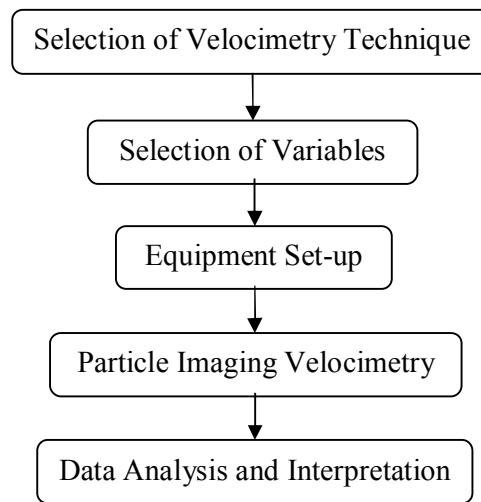 Selection of Velocimetry Technique
Selection of Variables
Equipment Set-up
Particle Imaging Velocimetry
Data Analysis and Interpretation